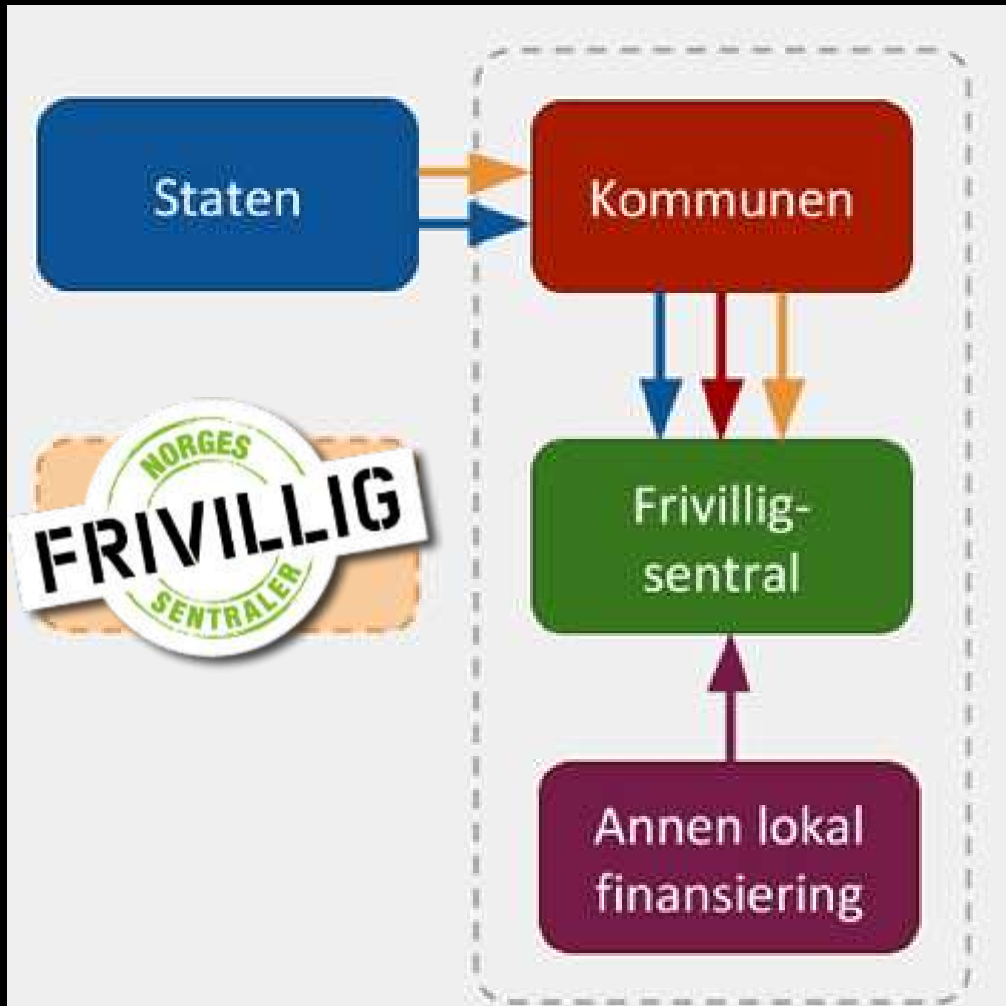 Staten
Kommunen
NORGES
FRIVILLIG
SENTRALER
Frivillig-
sentral
Annen lokal
finansiering